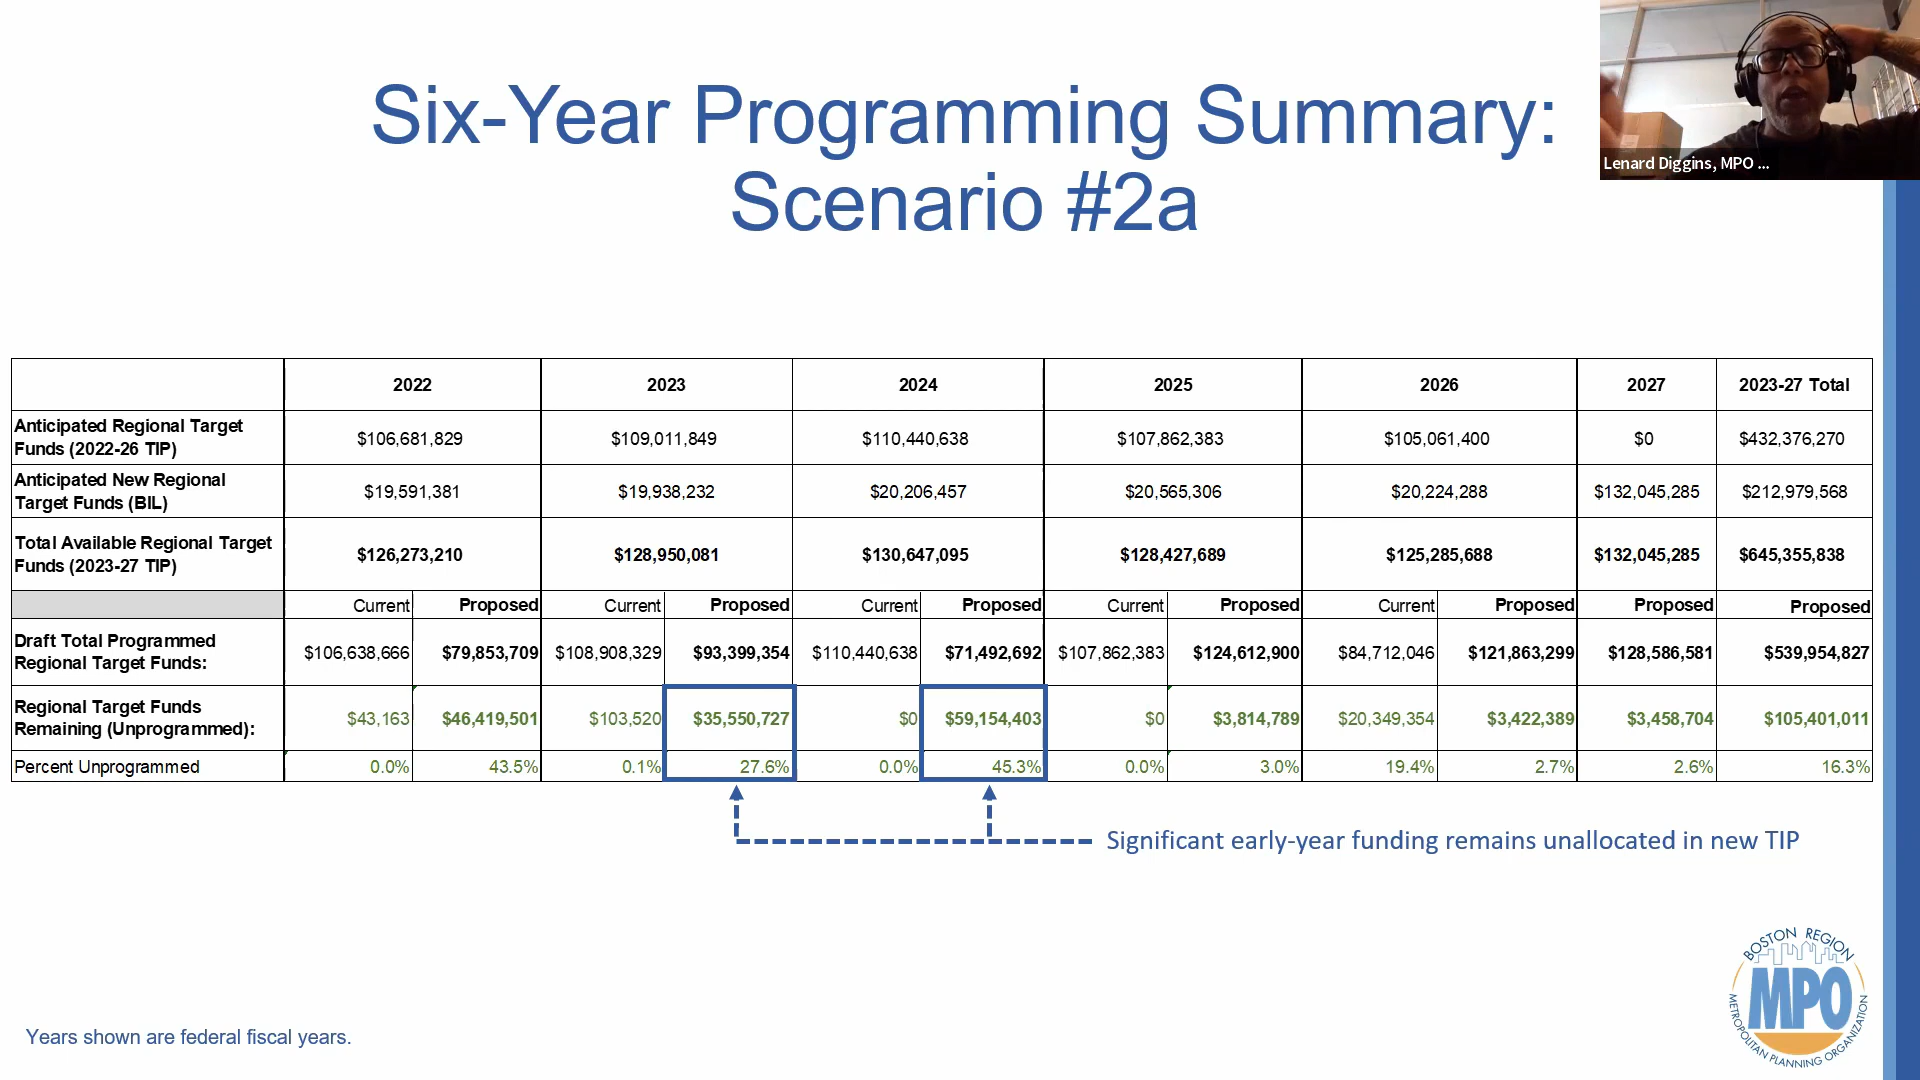 Six-Year Programming Summary:
Scenario #2a
Lenard Diggins, MPO ...
2022 2023 2024 2025 2026 2027 2023-27 Total
Anticipated Regional Target
Funds (2022-26 TIP)
$106,681,829 $109,011,849 $110,440,638 $107,862,383 $105,061,400 $0 $432,376,270
Anticipated New Regional
Target Funds (BIL)
$19,591,381 $19,938,232 $20,206,457 $20,565,306 $20,224,288 $132,045,285 $212,979,568
Total Available Regional Target
Funds (2023-27 TIP)
$126,273,210 $128,950,081 $130,647,095 $128,427,689 $125,285,688 $132,045,285 $645,355,838
Current Proposed Current Proposed Current Proposed Current Proposed Current Proposed Proposed Proposed
Draft Total Programmed
Regional Target Funds:
$106,638,666 $79,853,709 $108,908,329 $93,399,354 $110,440,638 $71,492,692 $107,862,383 $124,612,900 $84,712,046 $121,863,299 $128,586,581 $539,954,827
Regional Target Funds
Remaining (Unprogrammed):
$43,163 $46,419,501 $103,520 $35,550,727 $0 $59,154,403 $0 $3,814,789 $20,349,354 $3,422,389 $3,458,704 $105,401,011
Percent Unprogrammed 0.0% 43.5% 0.1% 27.6% 0.0% 45.3% 0.0% 3.0% 19.4% 2.7% 2.6% 16.3%
Significant early-year funding remains unallocated in new TIP
BOSTON REGION
MPO
METROPOLITAN PLANNING ORGANIZATION
Years shown are federal fiscal years.